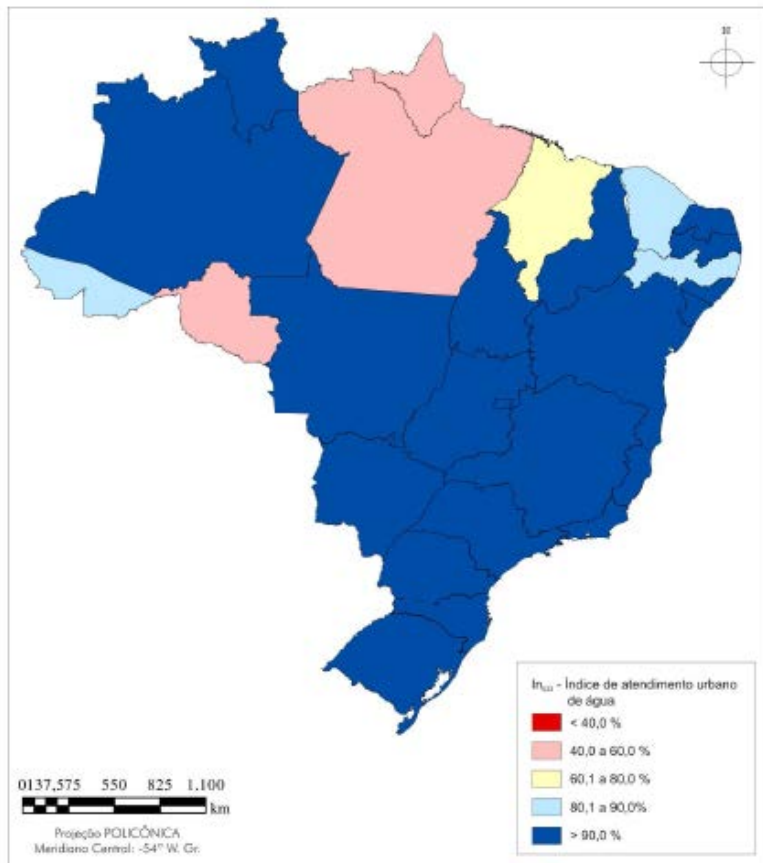 N
In₀₂₃ - Índice de atendimento urbano
de água
< 40,0 %
40,0 a 60,0 %
60,1 a 80,0 %
80,1 a 90,0%
> 90,0 %
0137,575 550 825 1.100
km
Projeção POLICÔNICA
Meridiano Central: -54° W. Gr.